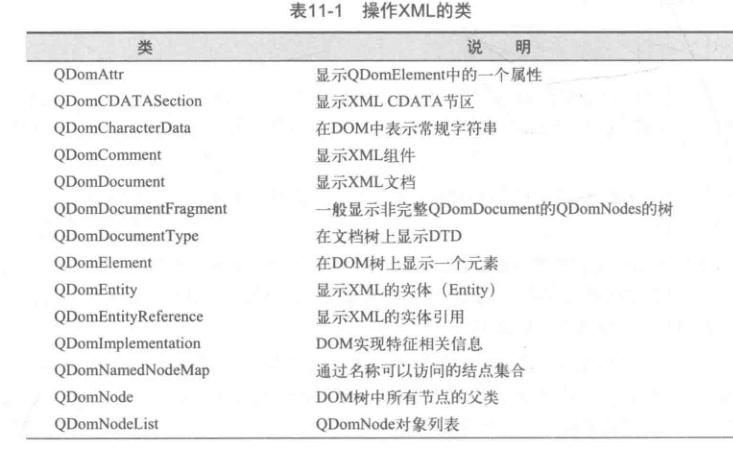 表11-1 操作XML的类
类 说 明
QDomAttr 显示QDomElement中的一个属性
QDomCDATASection 显示XML CDATA节区
QDomCharacterData 在DOM中表示常规字符串
QDomComment 显示XML组件
QDomDocument 显示XML文档
QDomDocumentFragment 一般显示非完整QDomDocument的QDomNodes的树
QDomDocumentType 在文档树上显示DTD
QDomElement 在DOM树上显示一个元素
QDomEntity 显示XML的实体（Entity）
QDomEntityReference 显示XML的实体引用
QDomImplementation DOM实现特征相关信息
QDomNamedNodeMap 通过名称可以访问的结点集合
QDomNode DOM树中所有节点的父类
QDomNodeList QDomNode对象列表